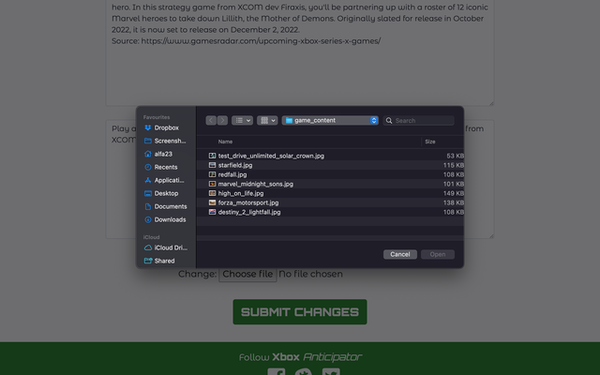 hero. In this strategy game from XCOM dev Firaxis, you'll be partnering up with a roster of 12 iconic
Marvel heroes to take down Lillith, the Mother of Demons. Originally slated for release in October
2022, it is now set to release on December 2, 2022.
Source: https://www.gamesradar.com/upcoming-xbox-series-x-games/
Favourites
Dropbox
Screensh...
alfa23
Recents
Applicati...
Desktop
Documents
Downloads
iCloud
iCloud Dri...
Shared
game_content
Search
Name Size
test_drive_unlimited_solar_crown.jpg 53 KB
starfield.jpg 115 KB
redfall.jpg 108 KB
marvel_midnight_sons.jpg 101 KB
high_on_life.jpg 149 KB
forza_motorsport.jpg 138 KB
destiny_2_lightfall.jpg 108 KB
Cancel Open
Play a from
XCOM
Change: Choose file No file chosen
SUBMIT CHANGES
Follow Xbox Anticipator